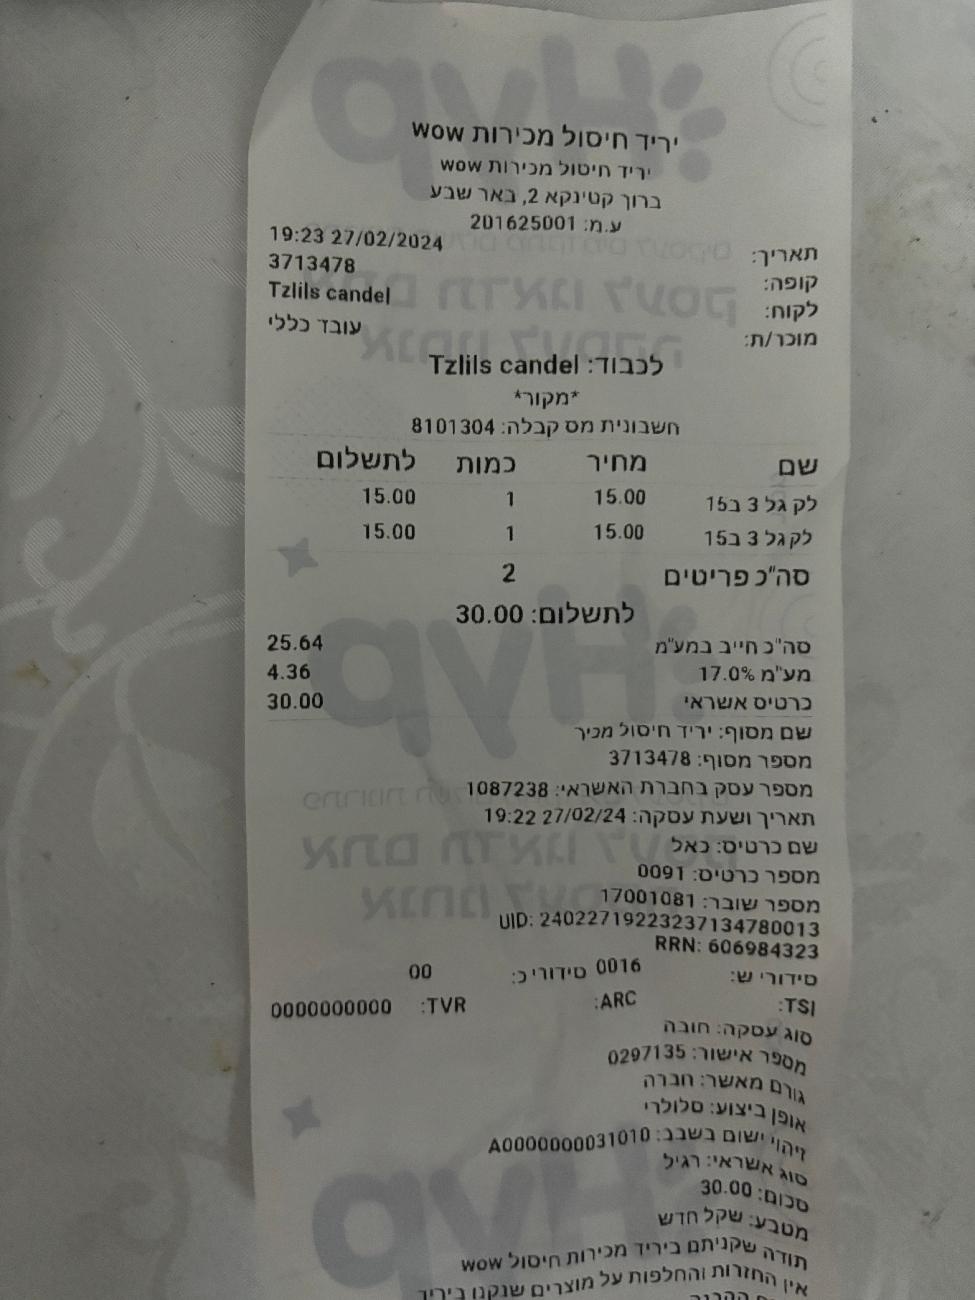 יריד חיסול מכירות wow
יריד חיסול מכירות wow
ברוך קטינקא 2, באר שבע
ע.מ: 201625001
תאריך: 19:23 27/02/2024
קופה: 3713478
לקוח: Tzlils candel
מוכר/ת: עובד כללי
לכבוד: Tzlils candel
*מקור*
חשבונית מס קבלה: 8101304
שם מחיר כמות לתשלום
לק גל 3 ב15 15.00 1 15.00
לק גל 3 ב15 15.00 1 15.00
סה"כ פריטים 2
לתשלום: 30.00
סה"כ חייב במע"מ 25.64
מע"מ 17.0% 4.36
כרטיס אשראי 30.00
שם מסוף: יריד חיסול מכיר
מספר מסוף: 3713478
מספר עסק בחברת האשראי: 1087238
תאריך ושעת עסקה: 19:22 27/02/24
שם כרטיס: כאל
מספר כרטיס: 0091
מספר שובר: 17001081
UID: 24022719223237134780013
RRN: 606984323
סידורי ש: 0016 סידורי כ: 00
TSI: ARC: TVR: 0000000000
סוג עסקה: חובה
מספר אישור: 0297135
גורם מאשר: חברה
אופן ביצוע: סלולרי
זיהוי ישום בשבב: A0000000031010
סוג אשראי: רגיל
סכום: 30.00
מטבע: שקל חדש
תודה שקניתם ביריד מכירות חיסול wow
אין החזרות והחלפות על מוצרים שנקנו ביריד